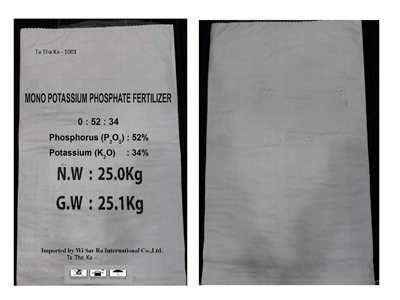 Ta Tha Ka - 1001
MONO POTASSIUM PHOSPHATE FERTILIZER
0 : 52 : 34
Phosphorus (P2O5) : 52%
Potassium (K2O) : 34%
N.W : 25.0Kg
G.W : 25.1Kg
Imported by Wi Sar Ra International Co.,Ltd.
Ta Tha Ka -